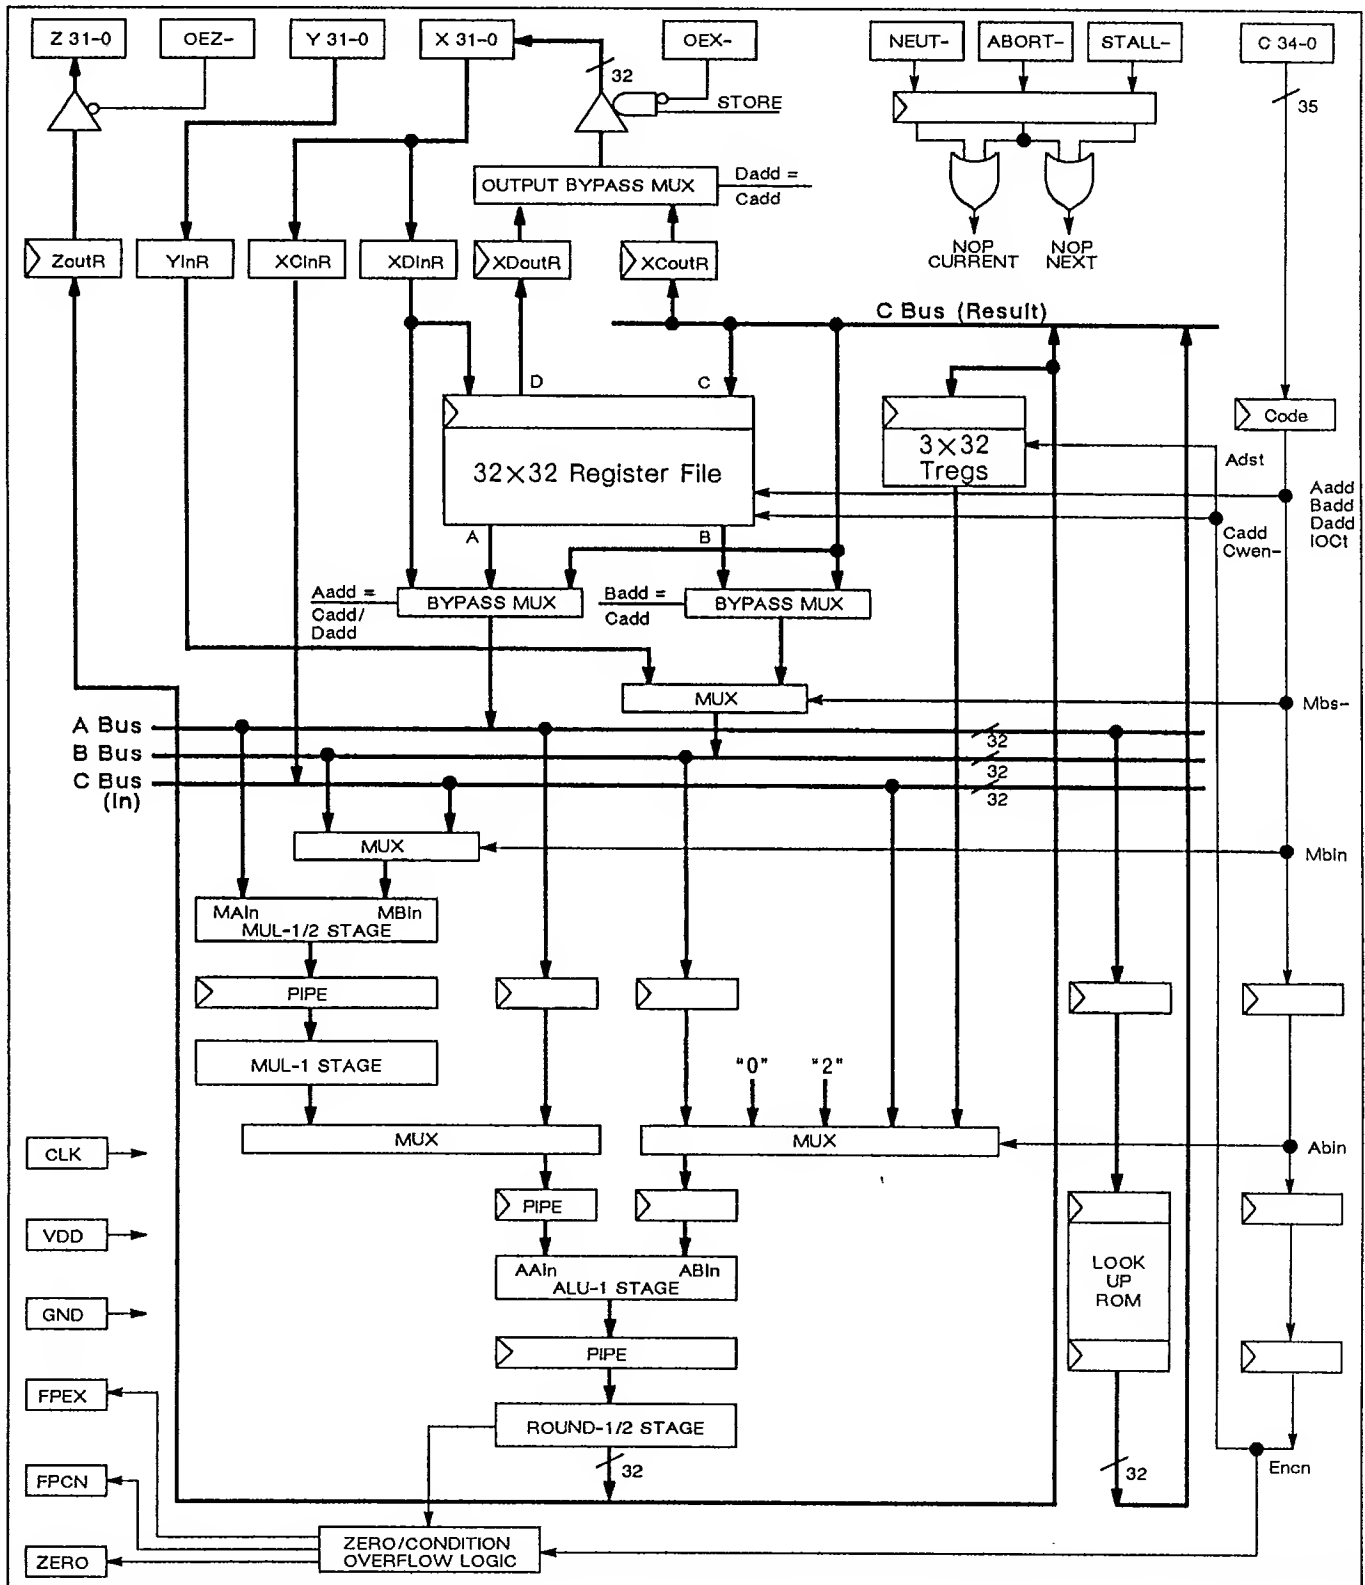 Z 31-0 OEZ- Y 31-0 X 31-0 OEX- NEUT- ABORT- STALL- C 34-0
32
STORE
35
OUTPUT BYPASS MUX
Dadd =
Cadd
ZoutR YInR XCInR XDInR XDoutR XCoutR
NOP CURRENT
NOP NEXT
C Bus (Result)
D C
Code
32×32 Register File
3×32
Tregs
Adst
Aadd
Badd
Dadd
IOCt
Cadd
Cwen-
A B
Aadd =
Cadd/
Dadd
BYPASS MUX
Badd =
Cadd
BYPASS MUX
MUX
Mbs-
A Bus
32
B Bus
32
C Bus
(In)
32
MUX
MbIn
MAIn MBIn
MUL-1/2 STAGE
PIPE
MUL-1 STAGE
"0" "2"
MUX
MUX
AbIn
CLK
PIPE
VDD
LOOK
UP
ROM
AAIn ABIn
ALU-1 STAGE
GND
PIPE
FPEX
ROUND-1/2 STAGE
32
32
Encn
FPCN
ZERO/CONDITION
OVERFLOW LOGIC
ZERO